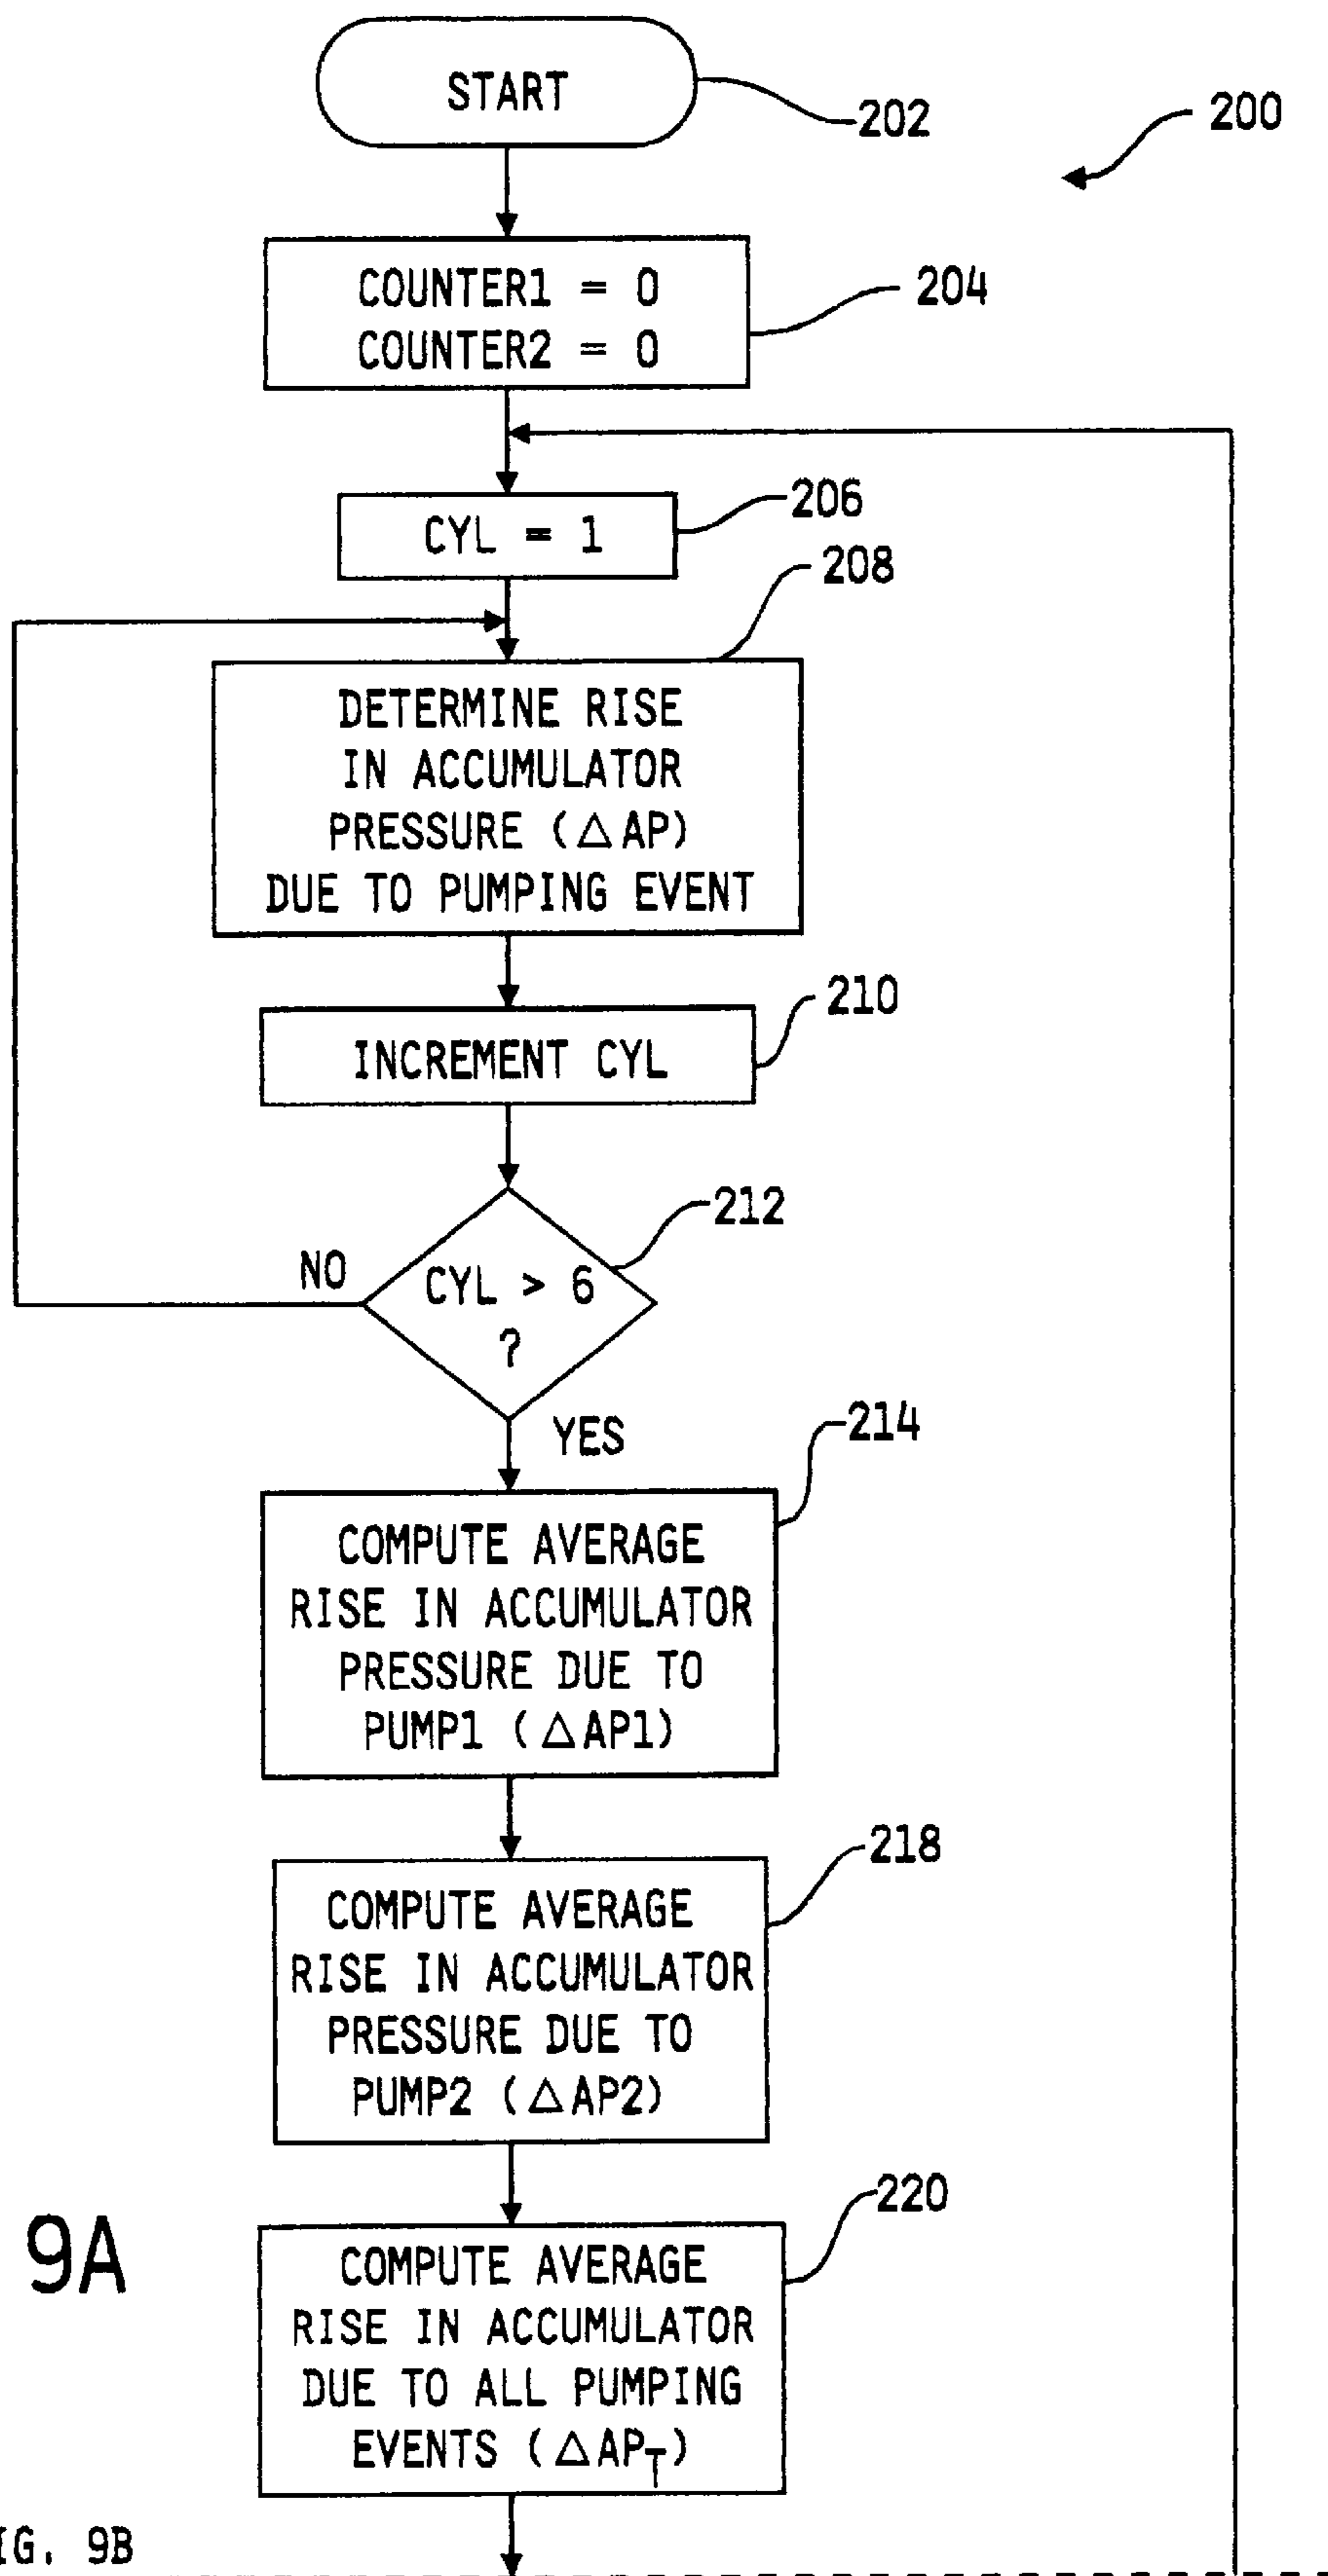 START
202
200
COUNTER1 = 0
COUNTER2 = 0
204
CYL = 1
206
208
DETERMINE RISE
IN ACCUMULATOR
PRESSURE (△AP)
DUE TO PUMPING EVENT
210
INCREMENT CYL
212
NO
CYL > 6
?
YES
214
COMPUTE AVERAGE
RISE IN ACCUMULATOR
PRESSURE DUE TO
PUMP1 (△AP1)
218
COMPUTE AVERAGE
RISE IN ACCUMULATOR
PRESSURE DUE TO
PUMP2 (△AP2)
220
9A
COMPUTE AVERAGE
RISE IN ACCUMULATOR
DUE TO ALL PUMPING
EVENTS (△AP_T)
IG. 9B